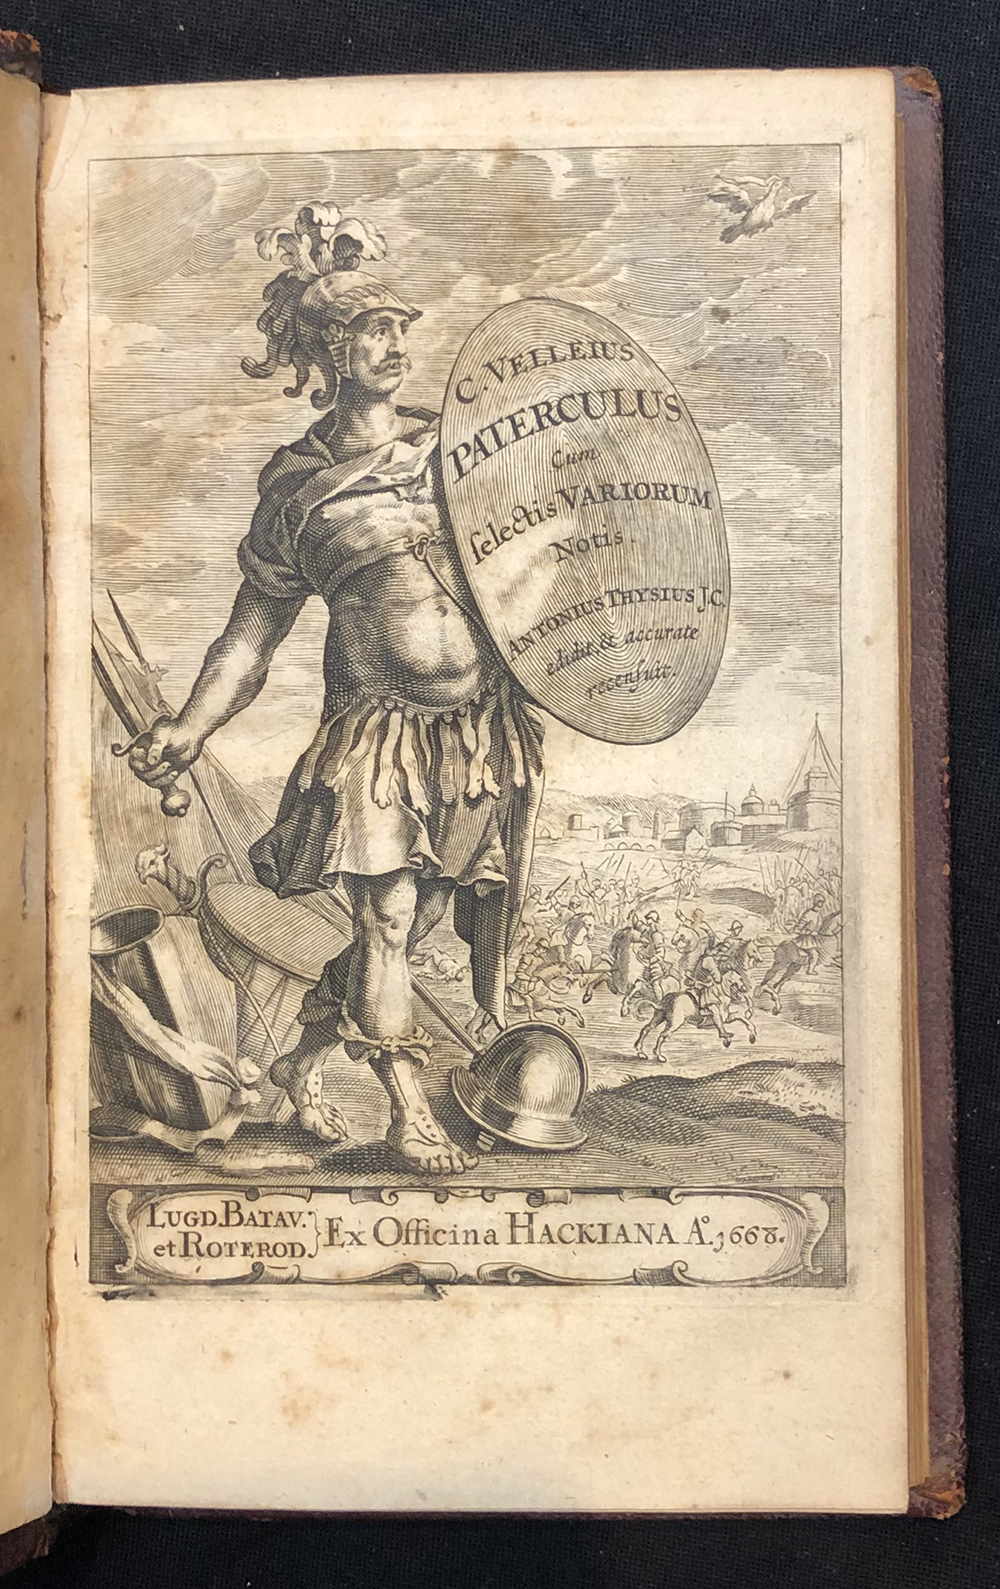 C. VELLEIUS
PATERCULUS
Cum
ſelectis VARIORUM
Notis.
ANTONIUS THYSIUS J.C.
edidit, & accurate
recenſuit.
LUGD. BATAV.
et ROTEROD. } Ex Officina HACKIANA Aº. 1668.